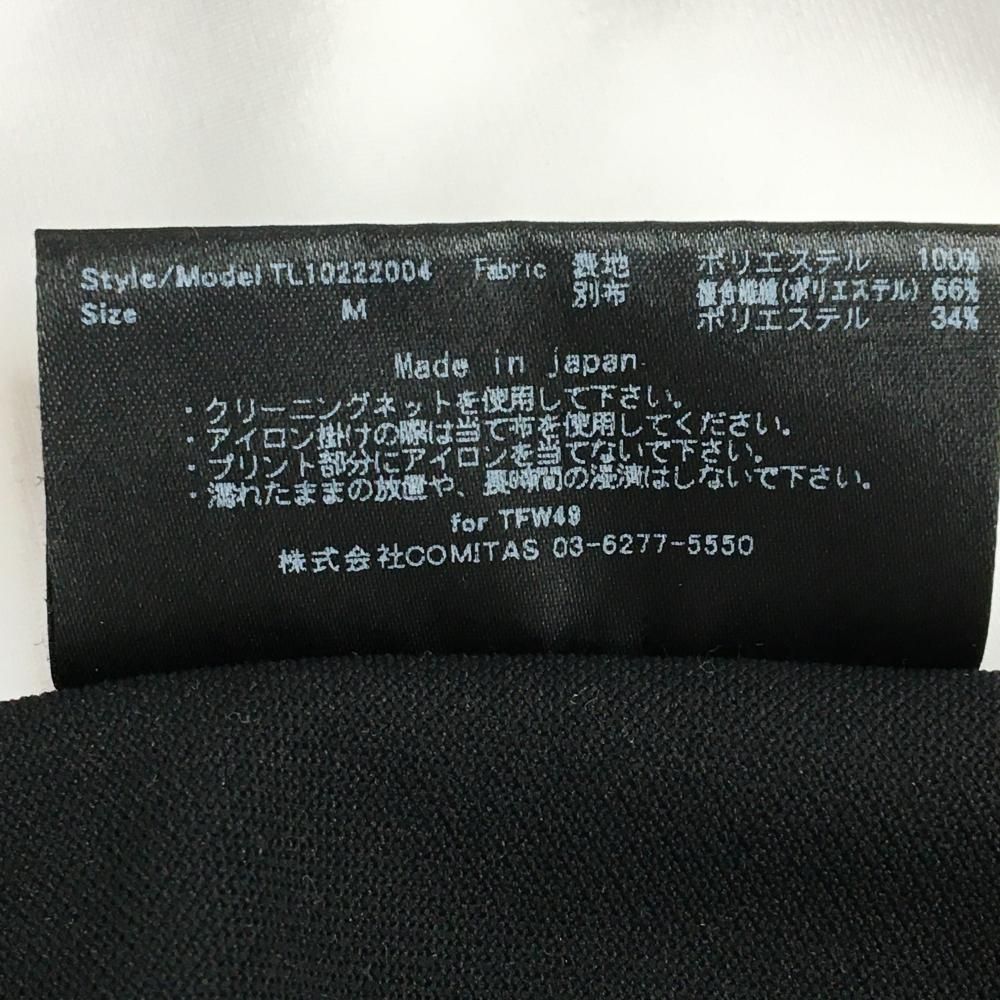 Style/Model TL10222004 Fabric 表地 ポリエステル 100%
Size M 別布 複合繊維(ポリエステル) 66%
ポリエステル 34%
Made in japan
・クリーニングネットを使用して下さい。
・アイロン掛けの際は当て布を使用してください。
・プリント部分にアイロンを当てないで下さい。
・濡れたままの放置や、長時間の浸漬はしないで下さい。
for TFW49
株式会社COMITAS 03-6277-5550